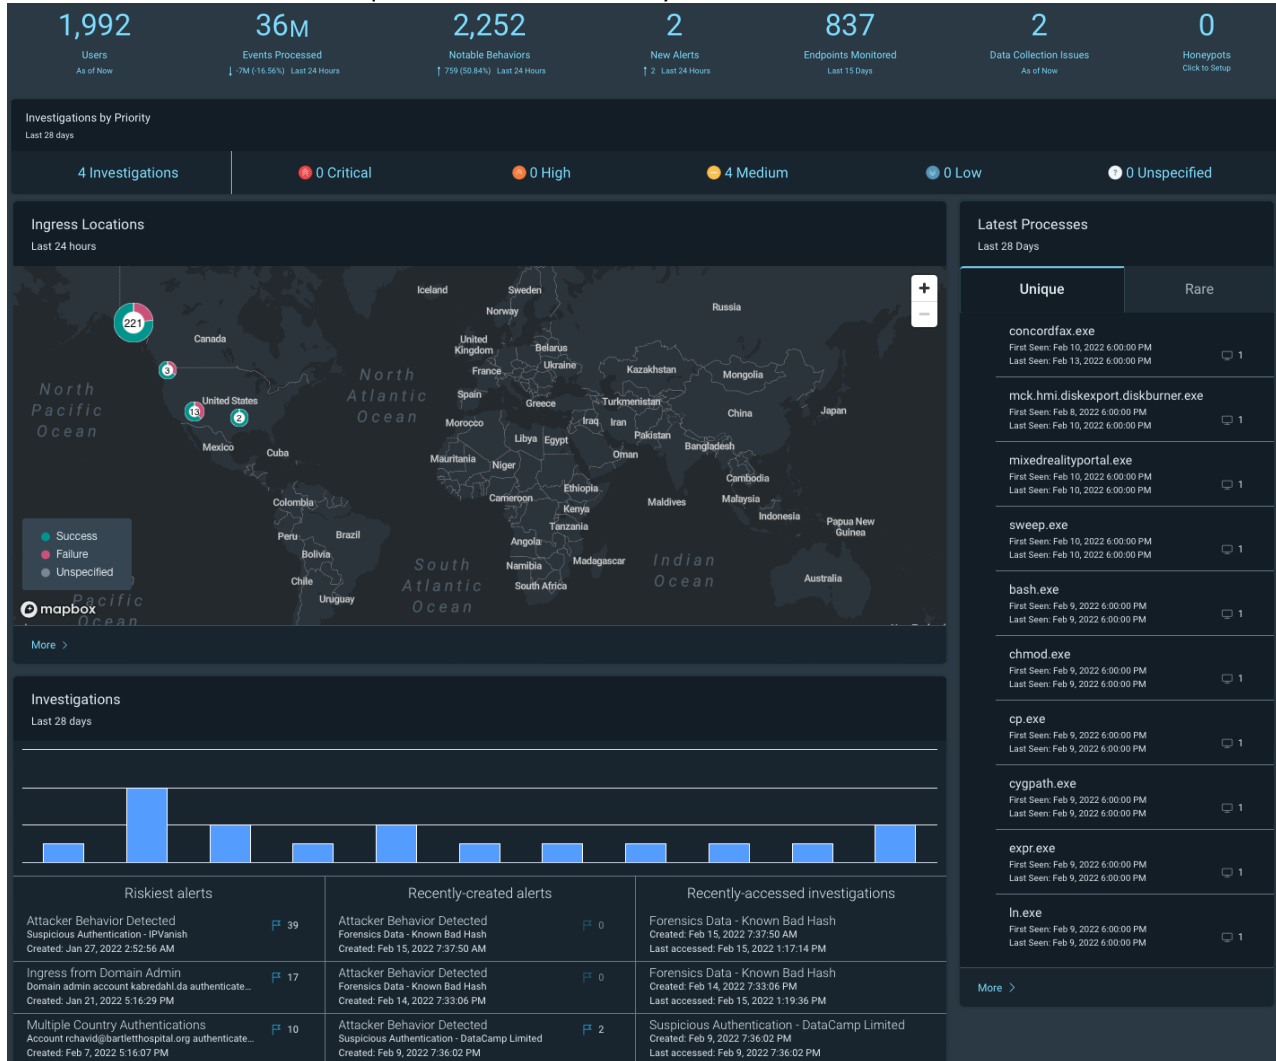 1,992
Users
As of Now
36M
Events Processed
↓ -7M (-16.56%) Last 24 Hours
2,252
Notable Behaviors
↑ 759 (50.84%) Last 24 Hours
2
New Alerts
↑ 2 Last 24 Hours
837
Endpoints Monitored
Last 15 Days
2
Data Collection Issues
As of Now
0
Honeypots
Click to Setup
Investigations by Priority
Last 28 days
4 Investigations
0 Critical
0 High
4 Medium
0 Low
? 0 Unspecified
Ingress Locations
Last 24 hours
Iceland
Sweden
Norway
Russia
221
Canada
United
Kingdom
Belarus
3
France
Ukraine
Kazakhstan
Mongolia
North
Pacific
Ocean
North
Atlantic
Ocean
United States
Spain
Greece
Turkmenistan
China
Japan
13
2
Morocco
Iraq
Iran
Pakistan
Libya
Egypt
Bangladesh
Mexico
Cuba
Mauritania
Niger
Oman
Cambodia
Colombia
Cameroon
Ethiopia
Kenya
Maldives
Malaysia
Indonesia
Papua New
Guinea
Peru
Brazil
Tanzania
Angola
Bolivia
South
Atlantic
Ocean
Namibia
Madagascar
Indian
Ocean
Chile
South Africa
Australia
Uruguay
Success
Failure
Unspecified
Pacific
Ocean
mapbox
+
−
More >
Latest Processes
Last 28 Days
Unique
Rare
concordfax.exe
First Seen: Feb 10, 2022 6:00:00 PM
Last Seen: Feb 13, 2022 6:00:00 PM
1
mck.hmi.diskexport.diskburner.exe
First Seen: Feb 8, 2022 6:00:00 PM
Last Seen: Feb 10, 2022 6:00:00 PM
1
mixedrealityportal.exe
First Seen: Feb 10, 2022 6:00:00 PM
Last Seen: Feb 10, 2022 6:00:00 PM
1
sweep.exe
First Seen: Feb 10, 2022 6:00:00 PM
Last Seen: Feb 10, 2022 6:00:00 PM
1
bash.exe
First Seen: Feb 9, 2022 6:00:00 PM
Last Seen: Feb 9, 2022 6:00:00 PM
1
chmod.exe
First Seen: Feb 9, 2022 6:00:00 PM
Last Seen: Feb 9, 2022 6:00:00 PM
1
cp.exe
First Seen: Feb 9, 2022 6:00:00 PM
Last Seen: Feb 9, 2022 6:00:00 PM
1
cygpath.exe
First Seen: Feb 9, 2022 6:00:00 PM
Last Seen: Feb 9, 2022 6:00:00 PM
1
expr.exe
First Seen: Feb 9, 2022 6:00:00 PM
Last Seen: Feb 9, 2022 6:00:00 PM
1
ln.exe
First Seen: Feb 9, 2022 6:00:00 PM
Last Seen: Feb 9, 2022 6:00:00 PM
1
More >
Investigations
Last 28 days
Riskiest alerts
Attacker Behavior Detected
Suspicious Authentication - IPVanish
Created: Jan 27, 2022 2:52:56 AM
39
Ingress from Domain Admin
Domain admin account kabredahl.da authenticate...
Created: Jan 21, 2022 5:16:29 PM
17
Multiple Country Authentications
Account rchavid@bartletthospital.org authenticate...
Created: Feb 7, 2022 5:16:07 PM
10
Recently-created alerts
Attacker Behavior Detected
Forensics Data - Known Bad Hash
Created: Feb 15, 2022 7:37:50 AM
0
Attacker Behavior Detected
Forensics Data - Known Bad Hash
Created: Feb 14, 2022 7:33:06 PM
0
Attacker Behavior Detected
Suspicious Authentication - DataCamp Limited
Created: Feb 9, 2022 7:36:02 PM
2
Recently-accessed investigations
Forensics Data - Known Bad Hash
Created: Feb 15, 2022 7:37:50 AM
Last accessed: Feb 15, 2022 1:17:14 PM
Forensics Data - Known Bad Hash
Created: Feb 14, 2022 7:33:06 PM
Last accessed: Feb 15, 2022 1:19:36 PM
Suspicious Authentication - DataCamp Limited
Created: Feb 9, 2022 7:36:02 PM
Last accessed: Feb 9, 2022 7:36:02 PM